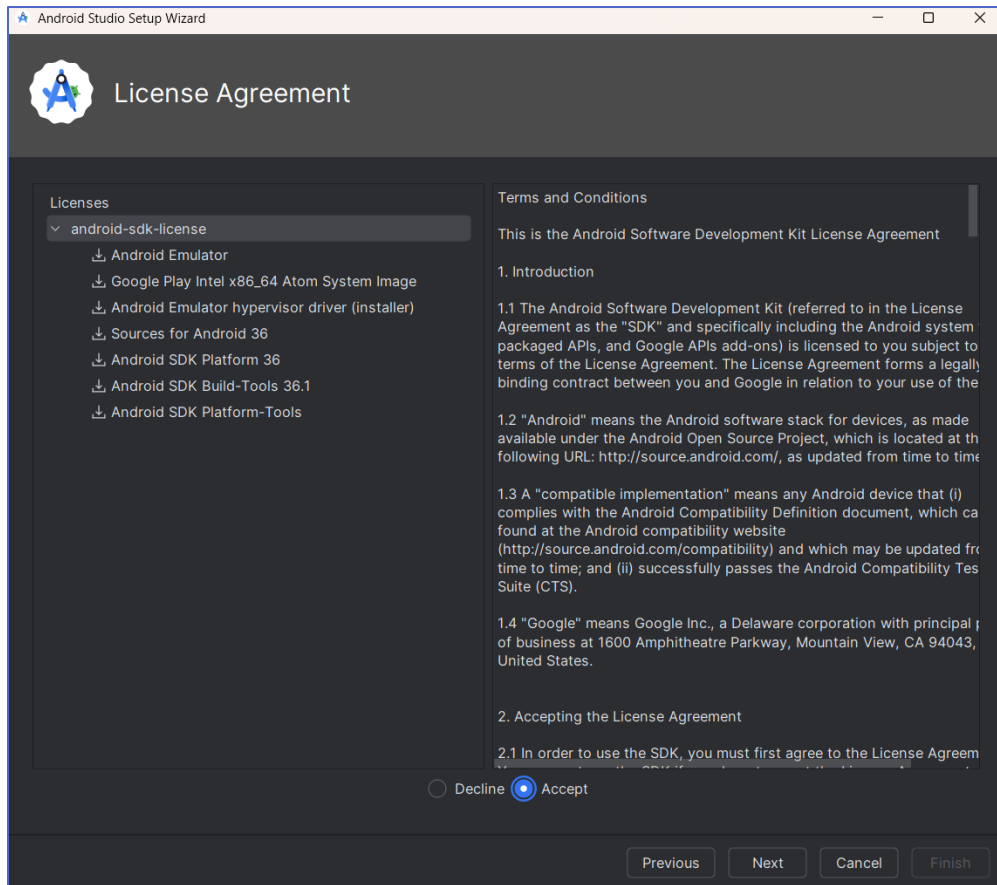 Android Studio Setup Wizard
License Agreement
Licenses
android-sdk-license
Android Emulator
Google Play Intel x86_64 Atom System Image
Android Emulator hypervisor driver (installer)
Sources for Android 36
Android SDK Platform 36
Android SDK Build-Tools 36.1
Android SDK Platform-Tools
Terms and Conditions
This is the Android Software Development Kit License Agreement
1. Introduction
1.1 The Android Software Development Kit (referred to in the License
Agreement as the "SDK" and specifically including the Android system
packaged APIs, and Google APIs add-ons) is licensed to you subject to
terms of the License Agreement. The License Agreement forms a legally
binding contract between you and Google in relation to your use of the
1.2 "Android" means the Android software stack for devices, as made
available under the Android Open Source Project, which is located at th
following URL: http://source.android.com/, as updated from time to time
1.3 A "compatible implementation" means any Android device that (i)
complies with the Android Compatibility Definition document, which ca
found at the Android compatibility website
(http://source.android.com/compatibility) and which may be updated fro
time to time; and (ii) successfully passes the Android Compatibility Tes
Suite (CTS).
1.4 "Google" means Google Inc., a Delaware corporation with principal
of business at 1600 Amphitheatre Parkway, Mountain View, CA 94043,
United States.
2. Accepting the License Agreement
2.1 In order to use the SDK, you must first agree to the License Agreem
Decline
Accept
Previous
Next
Cancel
Finish